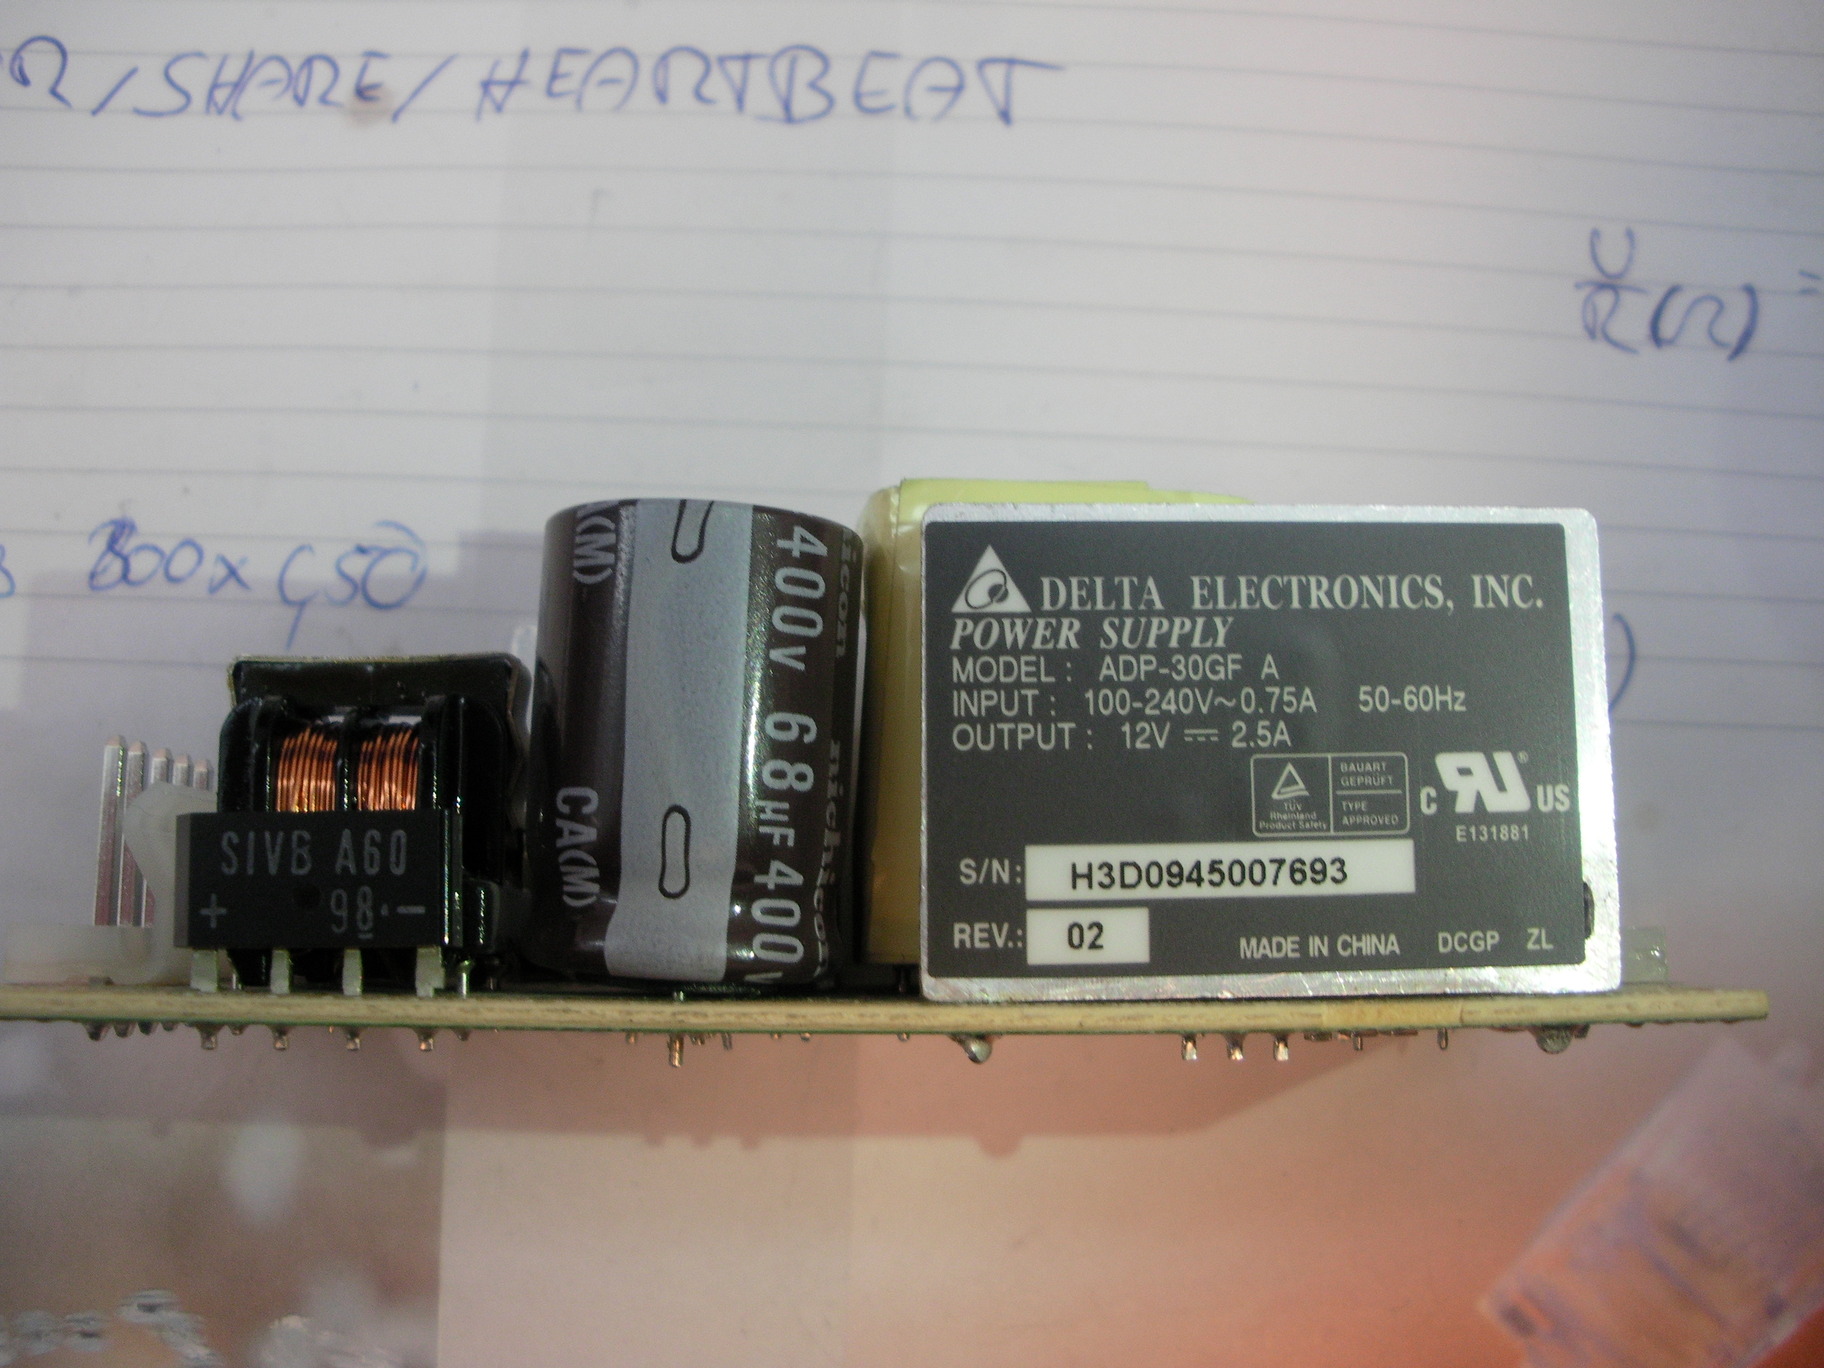 /SHARE/HEARTBEAT
U
R(Ω) =
800x
DELTA ELECTRONICS, INC.
POWER SUPPLY
MODEL : ADP-30GF A
INPUT : 100-240V~0.75A 50-60Hz
OUTPUT : 12V ⎓ 2.5A
TÜV
Rheinland
Product Safety
BAUART
GEPRÜFT
TYPE
APPROVED
C RU® US
E131881
S/N: H3D0945007693
REV.: 02
MADE IN CHINA DCGP ZL
400V 68µF 400V
nichicon
(M)
CA(M)
SIVB A60
+ 98 -